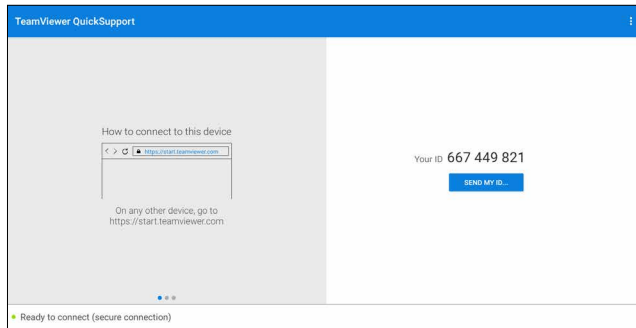 TeamViewer QuickSupport
How to connect to this device
https://start.teamviewer.com
On any other device, go to
https://start.teamviewer.com
Your ID 667 449 821
SEND MY ID...
Ready to connect (secure connection)